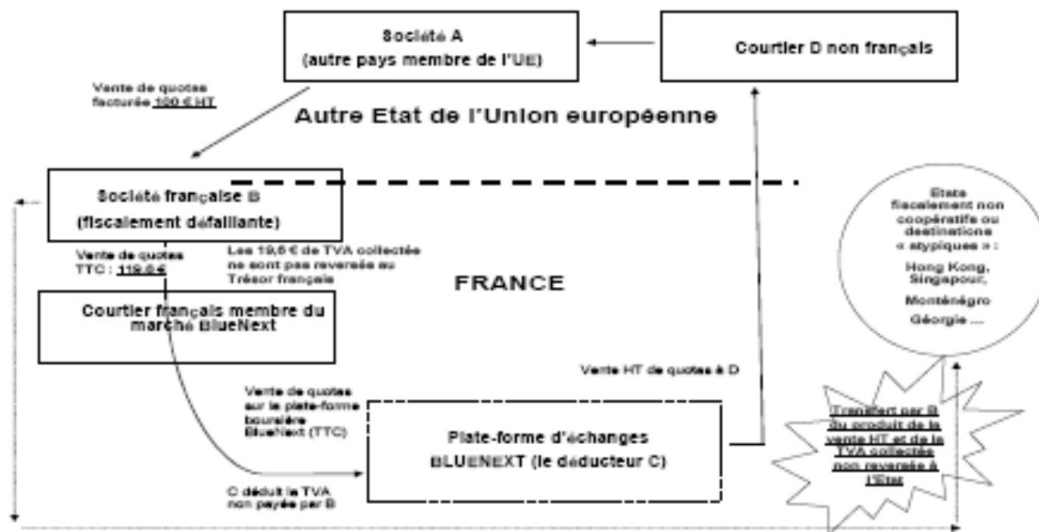 Société A
(autre pays membre de l'UE)
Courtier D non français
Vente de quotas
facturée 100 € HT
Autre Etat de l'Union européenne
Société française B
(fiscalement défaillante)
Vente de quotas
TTC : 119.6 €
Les 19,6 € de TVA collectée
ne sont pas reversés au
Trésor français
FRANCE
Courtier français membre du
marché BlueNext
Etats
fiscalement non
coopératifs ou
destinations
« atypiques » :
Hong Kong,
Singapour,
Monténégro
Géorgie ....
Vente HT de quotas à D
Vente de quotas
sur la plate-forme
boursière
BlueNext (TTC)
Plate-forme d'échanges
BLUENEXT (le déducteur C)
Transfert par B
du produit de la
vente HT et de la
TVA collectée
non reversée à
l'Etat
C déduit la TVA
non payée par B